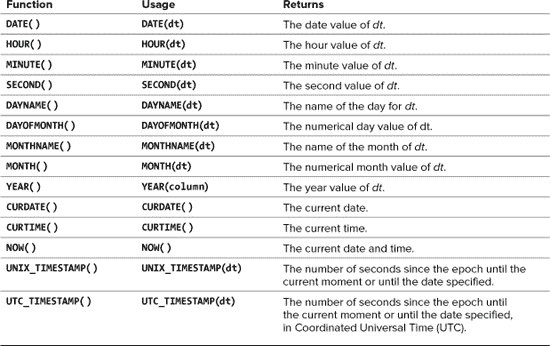 Function Usage Returns
DATE() DATE(dt) The date value of dt.
HOUR() HOUR(dt) The hour value of dt.
MINUTE() MINUTE(dt) The minute value of dt.
SECOND() SECOND(dt) The second value of dt.
DAYNAME() DAYNAME(dt) The name of the day for dt.
DAYOFMONTH() DAYOFMONTH(dt) The numerical day value of dt.
MONTHNAME() MONTHNAME(dt) The name of the month of dt.
MONTH() MONTH(dt) The numerical month value of dt.
YEAR() YEAR(column) The year value of dt.
CURDATE() CURDATE() The current date.
CURTIME() CURTIME() The current time.
NOW() NOW() The current date and time.
UNIX_TIMESTAMP() UNIX_TIMESTAMP(dt) The number of seconds since the epoch until the
current moment or until the date specified.
UTC_TIMESTAMP() UTC_TIMESTAMP(dt) The number of seconds since the epoch until
the current moment or until the date specified,
in Coordinated Universal Time (UTC).